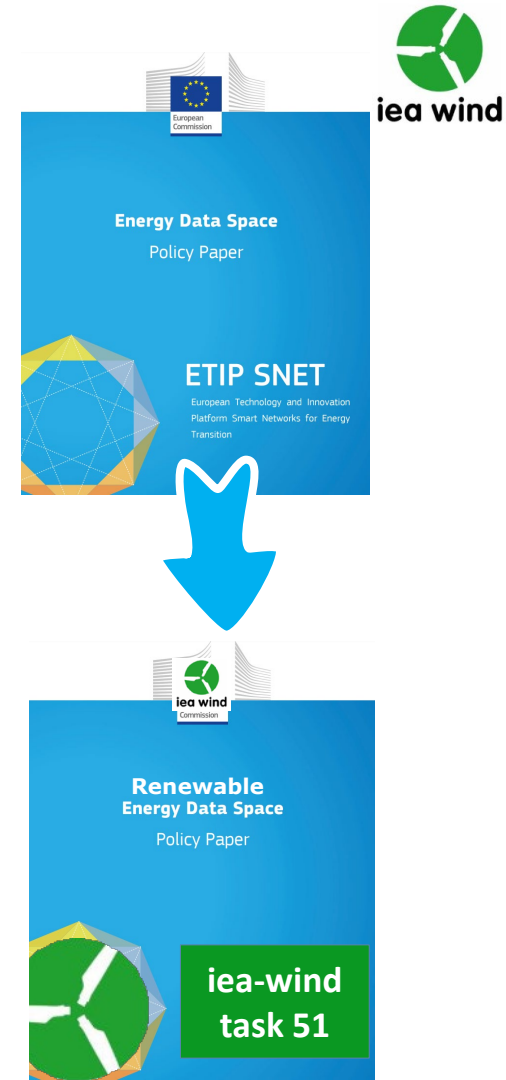 iea wind
European
Commission
Energy Data Space
Policy Paper
ETIP SNET
European Technology and Innovation
Platform Smart Networks for Energy
Transition
iea wind
Commission
Renewable
Energy Data Space
Policy Paper
iea-wind
task 51